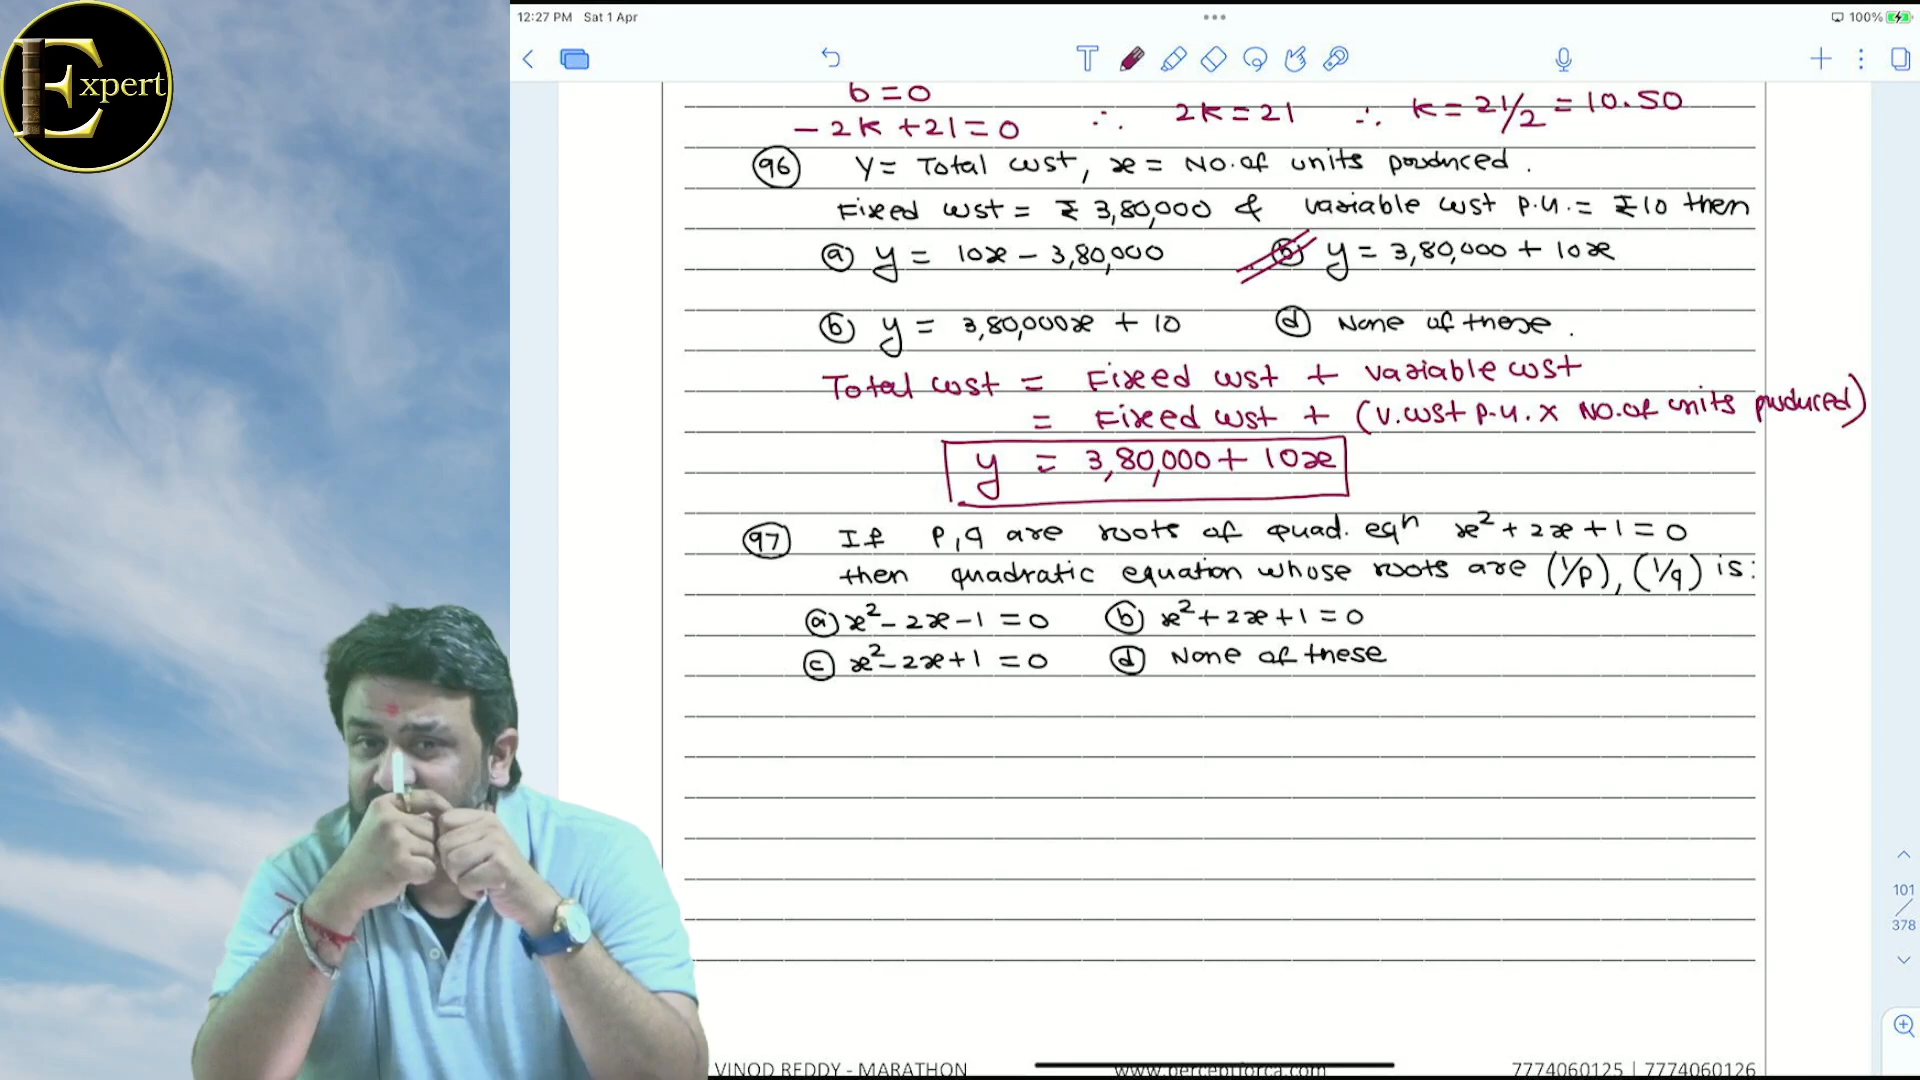 Expert
12:27 PM Sat 1 Apr
100%
b = 0
- 2k + 21 = 0 ∴ 2k = 21 ∴ k = 21/2 = 10.50
96 Y = Total cost, x = No. of units produced.
Fixed cost = ₹ 3,80,000 & variable cost p.u. = ₹10 then
a y = 10x - 3,80,000 b y = 3,80,000 + 10x
b y = 3,80,000x + 10 d None of these.
Total cost = Fixed cost + variable cost
= Fixed cost + (V. cost p.u. x No. of units produced)
y = 3,80,000 + 10x
97 If P, q are roots of quad. eqn x² + 2x + 1 = 0
then quadratic equation whose roots are (1/p), (1/q) is:
a x² - 2x - 1 = 0 b x² + 2x + 1 = 0
c x² - 2x + 1 = 0 d None of these
101
378
VINOD REDDY - MARATHON www.perceptforca.com 7774060125 | 7774060126